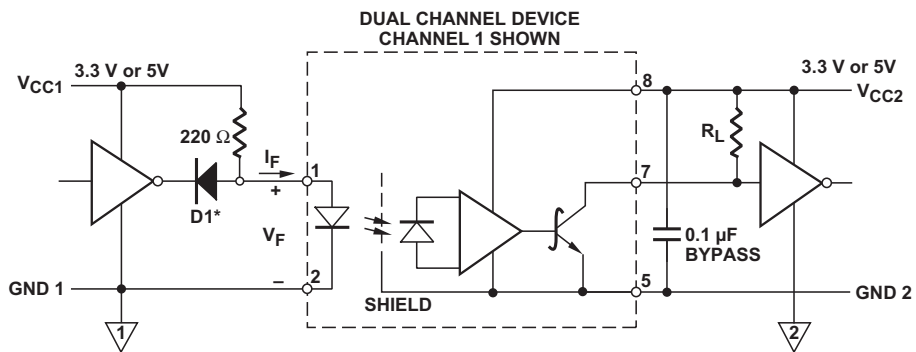 DUAL CHANNEL DEVICE
CHANNEL 1 SHOWN
3.3 V or 5V
VCC1
220 Ω
IF
+
1
D1*
VF
GND 1
–
2
1
SHIELD
8
7
5
3.3 V or 5V
VCC2
RL
0.1 µF
BYPASS
GND 2
2